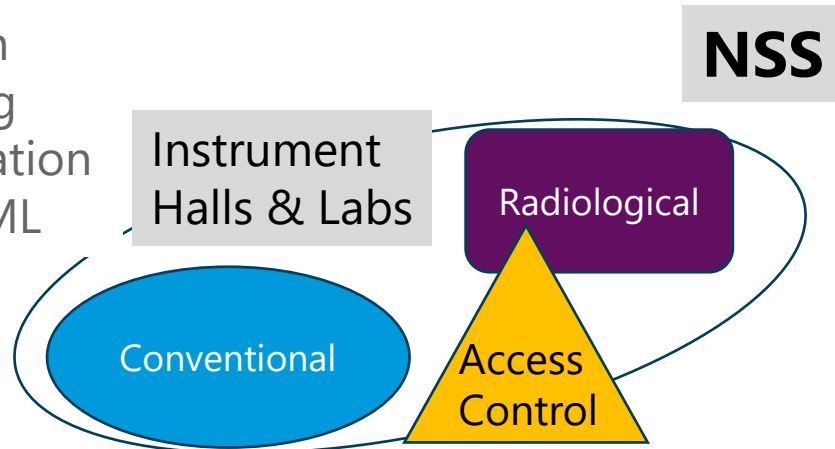 NSS
Instrument
Halls & Labs
Radiological
Conventional
Access
Control